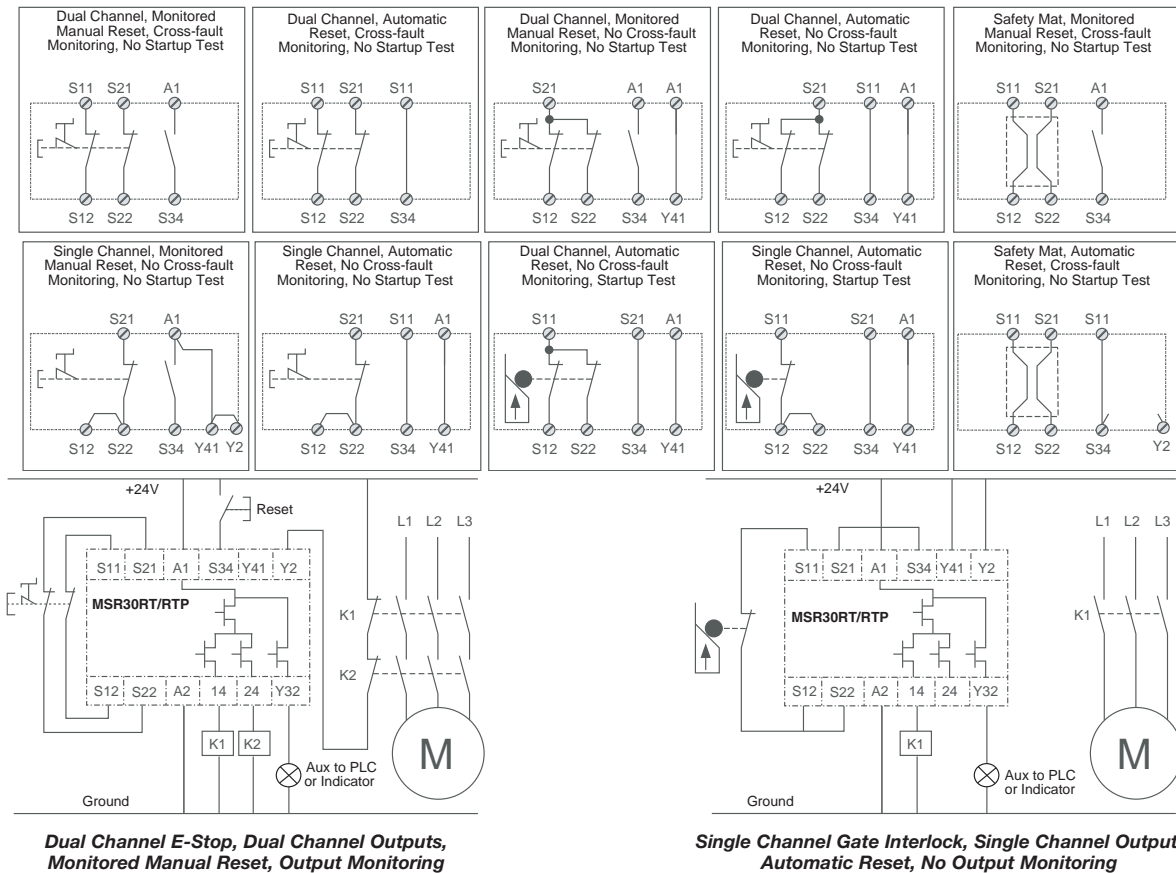 Dual Channel, Monitored
Manual Reset, Cross-fault
Monitoring, No Startup Test
S11 S21 A1
S12 S22 S34
Dual Channel, Automatic
Reset, Cross-fault
Monitoring, No Startup Test
S11 S21 S11
S12 S22 S34
Dual Channel, Monitored
Manual Reset, No Cross-fault
Monitoring, No Startup Test
S21 A1 A1
S12 S22 S34 Y41
Dual Channel, Automatic
Reset, No Cross-fault
Monitoring, No Startup Test
S21 S11 A1
S12 S22 S34 Y41
Safety Mat, Monitored
Manual Reset, Cross-fault
Monitoring, No Startup Test
S11 S21 A1
S12 S22 S34
Single Channel, Monitored
Manual Reset, No Cross-fault
Monitoring, No Startup Test
S21 A1
S12 S22 S34 Y41 Y2
Single Channel, Automatic
Reset, No Cross-fault
Monitoring, No Startup Test
S21 S11 A1
S12 S22 S34 Y41
Dual Channel, Automatic
Reset, No Cross-fault
Monitoring, Startup Test
S11 S21 A1
S12 S22 S34 Y41
Single Channel, Automatic
Reset, No Cross-fault
Monitoring, Startup Test
S11 S21 A1
S12 S22 S34 Y41
Safety Mat, Automatic
Reset, Cross-fault
Monitoring, No Startup Test
S11 S21 S11
S12 S22 S34 Y2
+24V
Reset
L1 L2 L3
S11 S21 A1 S34 Y41 Y2
MSR30RT/RTP
K1
K2
S12 S22 A2 14 24 Y32
K1 K2
M
Aux to PLC
or Indicator
Ground
Dual Channel E-Stop, Dual Channel Outputs,
Monitored Manual Reset, Output Monitoring
+24V
L1 L2 L3
S11 S21 A1 S34 Y41 Y2
MSR30RT/RTP
K1
S12 S22 A2 14 24 Y32
K1
M
Aux to PLC
or Indicator
Ground
Single Channel Gate Interlock, Single Channel Output
Automatic Reset, No Output Monitoring